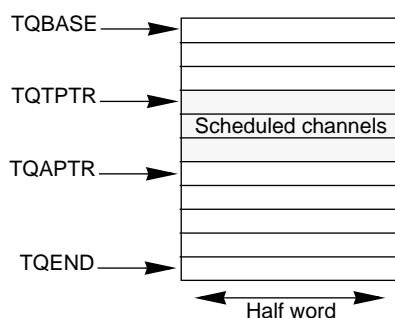 TQBASE
TQTPTR
Scheduled channels
TQAPTR
TQEND
Half word